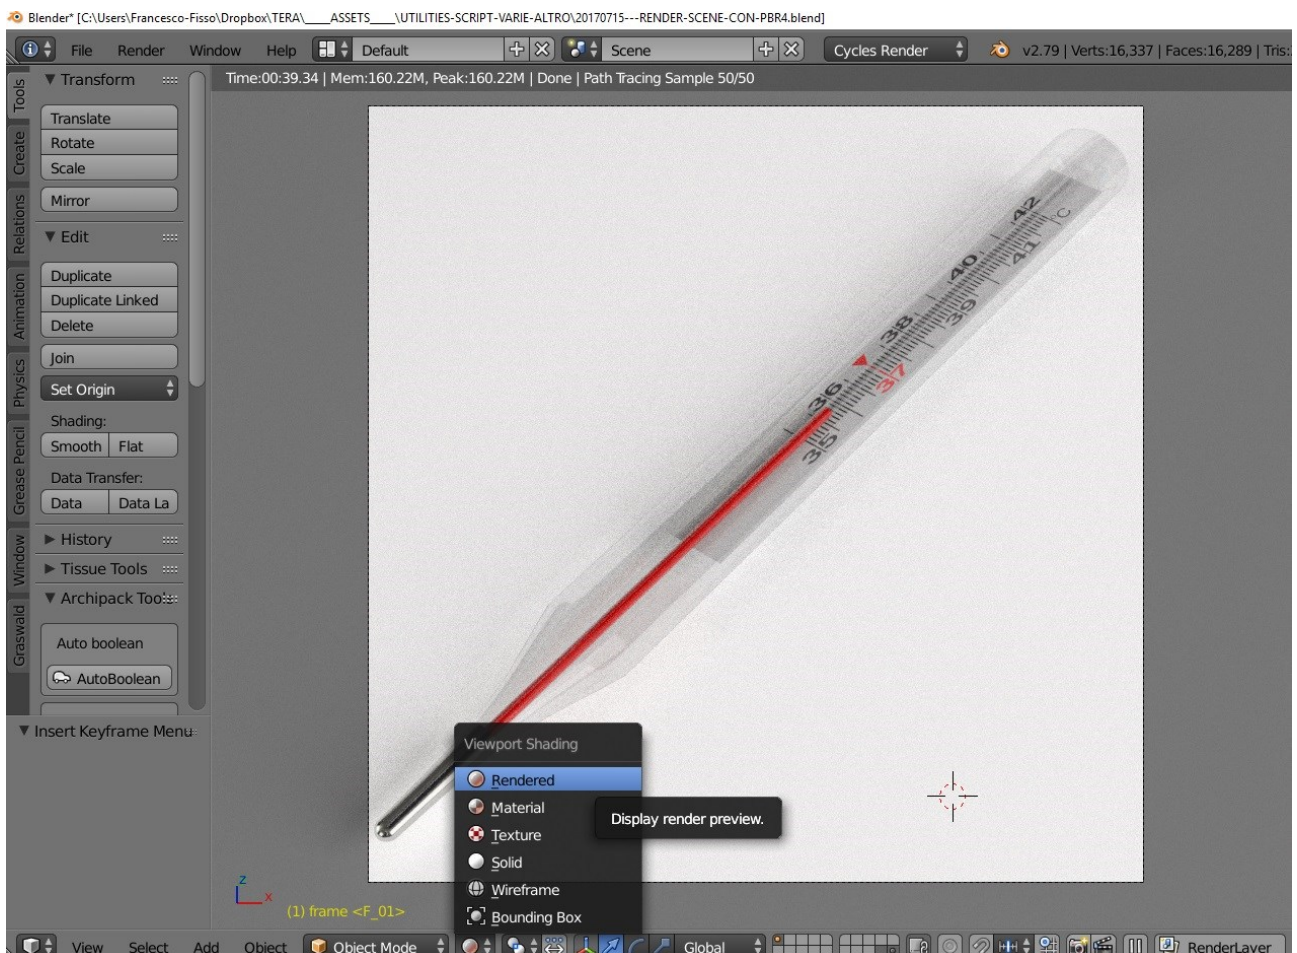 Blender* [C:\Users\Francesco-Fisso\Dropbox\TERA\____ASSETS____\UTILITIES-SCRIPT-VARIE-ALTRO\20170715---RENDER-SCENE-CON-PBR4.blend]
File Render Window Help Default Scene Cycles Render v2.79 | Verts:16,337 | Faces:16,289 | Tris:
Time:00:39.34 | Mem:160.22M, Peak:160.22M | Done | Path Tracing Sample 50/50
Tools
Create
Relations
Animation
Physics
Grease Pencil
Window
Graswald
Transform
Translate
Rotate
Scale
Mirror
Edit
Duplicate
Duplicate Linked
Delete
Join
Set Origin
Shading:
Smooth Flat
Data Transfer:
Data Data La
History
Tissue Tools
Archipack Tools
Auto boolean
AutoBoolean
Insert Keyframe Menu
42
°C
41
40
39
38
37
36
35
Viewport Shading
Rendered
Material
Texture
Solid
Wireframe
Bounding Box
Display render preview.
z
x
(1) frame <F_01>
View Select Add Object Object Mode Global RenderLayer